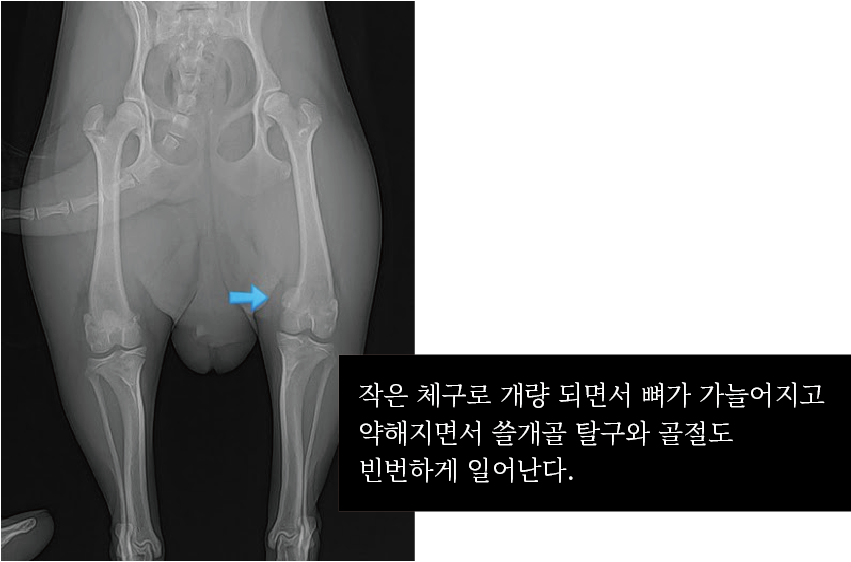 작은 체구로 개량 되면서 뼈가 가늘어지고
약해지면서 쓸개골 탈구와 골절도
빈번하게 일어난다.